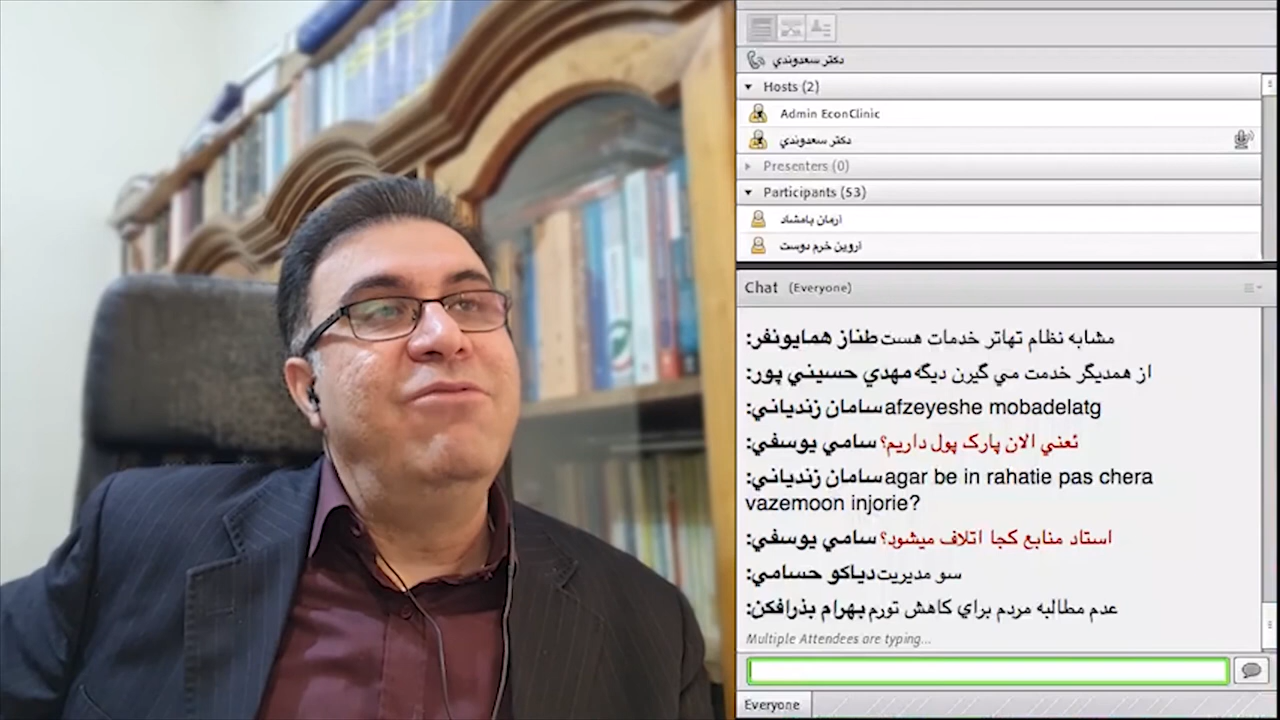 دكتر سعدوندي
Hosts (2)
Admin EconClinic
دكتر سعدوندي
Presenters (0)
Participants (53)
ارمان بامشاد
اروين خرم دوست
Chat (Everyone)
طناز همايونفر: مشابه نظام تهاتر خدمات هست
مهدي حسيني پور: از همديگر خدمت مي گيرن ديگه
سامان زندياني: afzeyeshe mobadelatg
سامي يوسفي: ئعني الان پارک پول داريم؟
سامان زندياني: agar be in rahatie pas chera
vazemoon injorie?
سامي يوسفي: استاد منابع کجا اتلاف ميشود؟
دياكو حسامي: سو مديريت
بهرام بذرافكن: عدم مطالبه مردم براي كاهش تورم
Multiple Attendees are typing...
Everyone